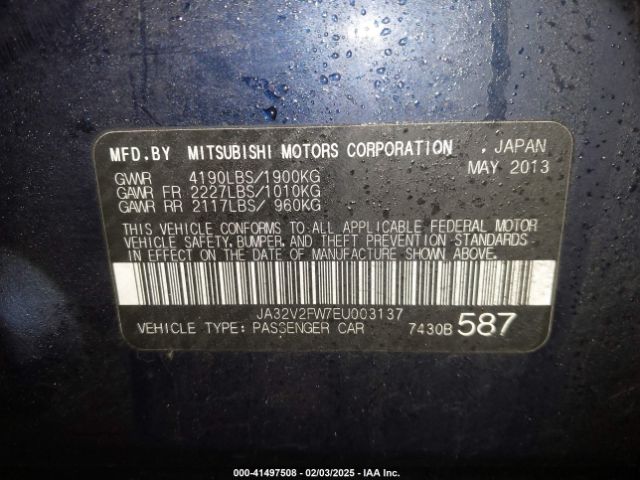 MFD.BY MITSUBISHI MOTORS CORPORATION , JAPAN
MAY 2013
GVWR 4190LBS/1900KG
GAWR FR 2227LBS/1010KG
GAWR RR 2117LBS/ 960KG
THIS VEHICLE CONFORMS TO ALL APPLICABLE FEDERAL MOTOR
VEHICLE SAFETY, BUMPER, AND THEFT PREVENTION STANDARDS
IN EFFECT ON THE DATE OF MANUFACTURE SHOWN ABOVE.
JA32V2FW7EU003137
VEHICLE TYPE: PASSENGER CAR 7430B 587
000-41497508 - 02/03/2025 - IAA Inc.